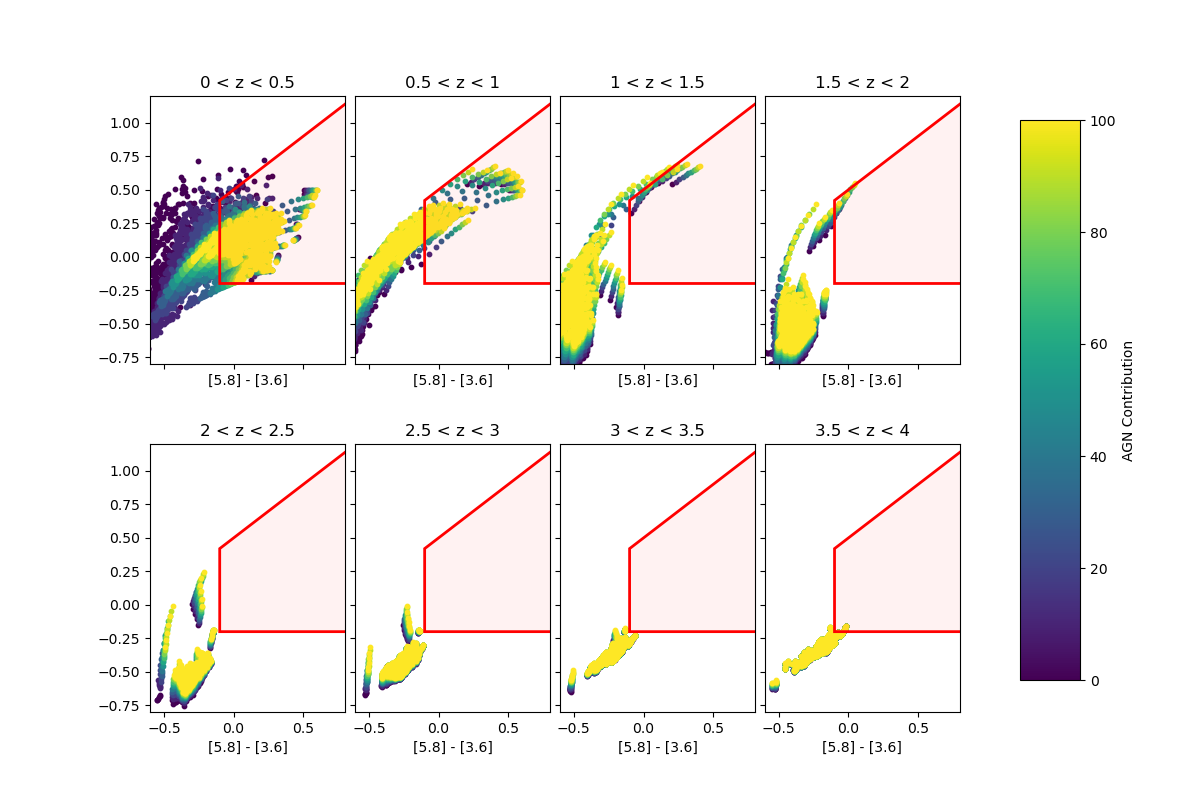 0 < z < 0.5
0.5 < z < 1
1 < z < 1.5
1.5 < z < 2
1.00
0.75
0.50
0.25
0.00
−0.25
−0.50
−0.75
[5.8] - [3.6]
[5.8] - [3.6]
[5.8] - [3.6]
[5.8] - [3.6]
2 < z < 2.5
2.5 < z < 3
3 < z < 3.5
3.5 < z < 4
1.00
0.75
0.50
0.25
0.00
−0.25
−0.50
−0.75
−0.5 0.0 0.5
−0.5 0.0 0.5
−0.5 0.0 0.5
−0.5 0.0 0.5
[5.8] - [3.6]
[5.8] - [3.6]
[5.8] - [3.6]
[5.8] - [3.6]
100
80
60
40
20
0
AGN Contribution